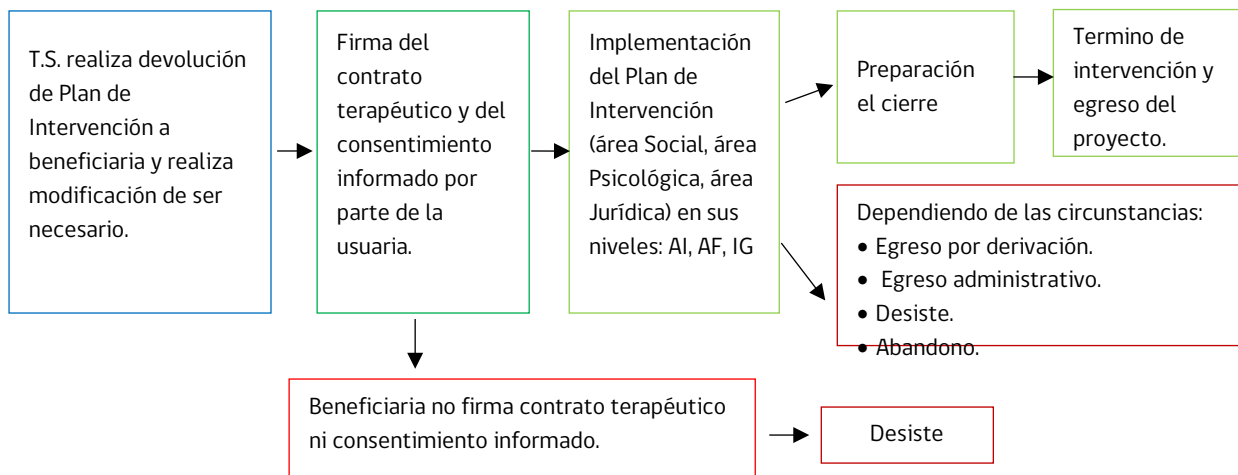 T.S. realiza devolución
de Plan de
Intervención a
beneficiaria y realiza
modificación de ser
necesario.
Firma del
contrato
terapéutico y del
consentimiento
informado por
parte de la
usuaria.
Implementación
del Plan de
Intervención
(área Social, área
Psicológica, área
Jurídica) en sus
niveles: AI, AF, IG
Preparación
el cierre
Termino de
intervención y
egreso del
proyecto.
Dependiendo de las circunstancias:
• Egreso por derivación.
• Egreso administrativo.
• Desiste.
• Abandono.
Beneficiaria no firma contrato terapéutico
ni consentimiento informado.
Desiste